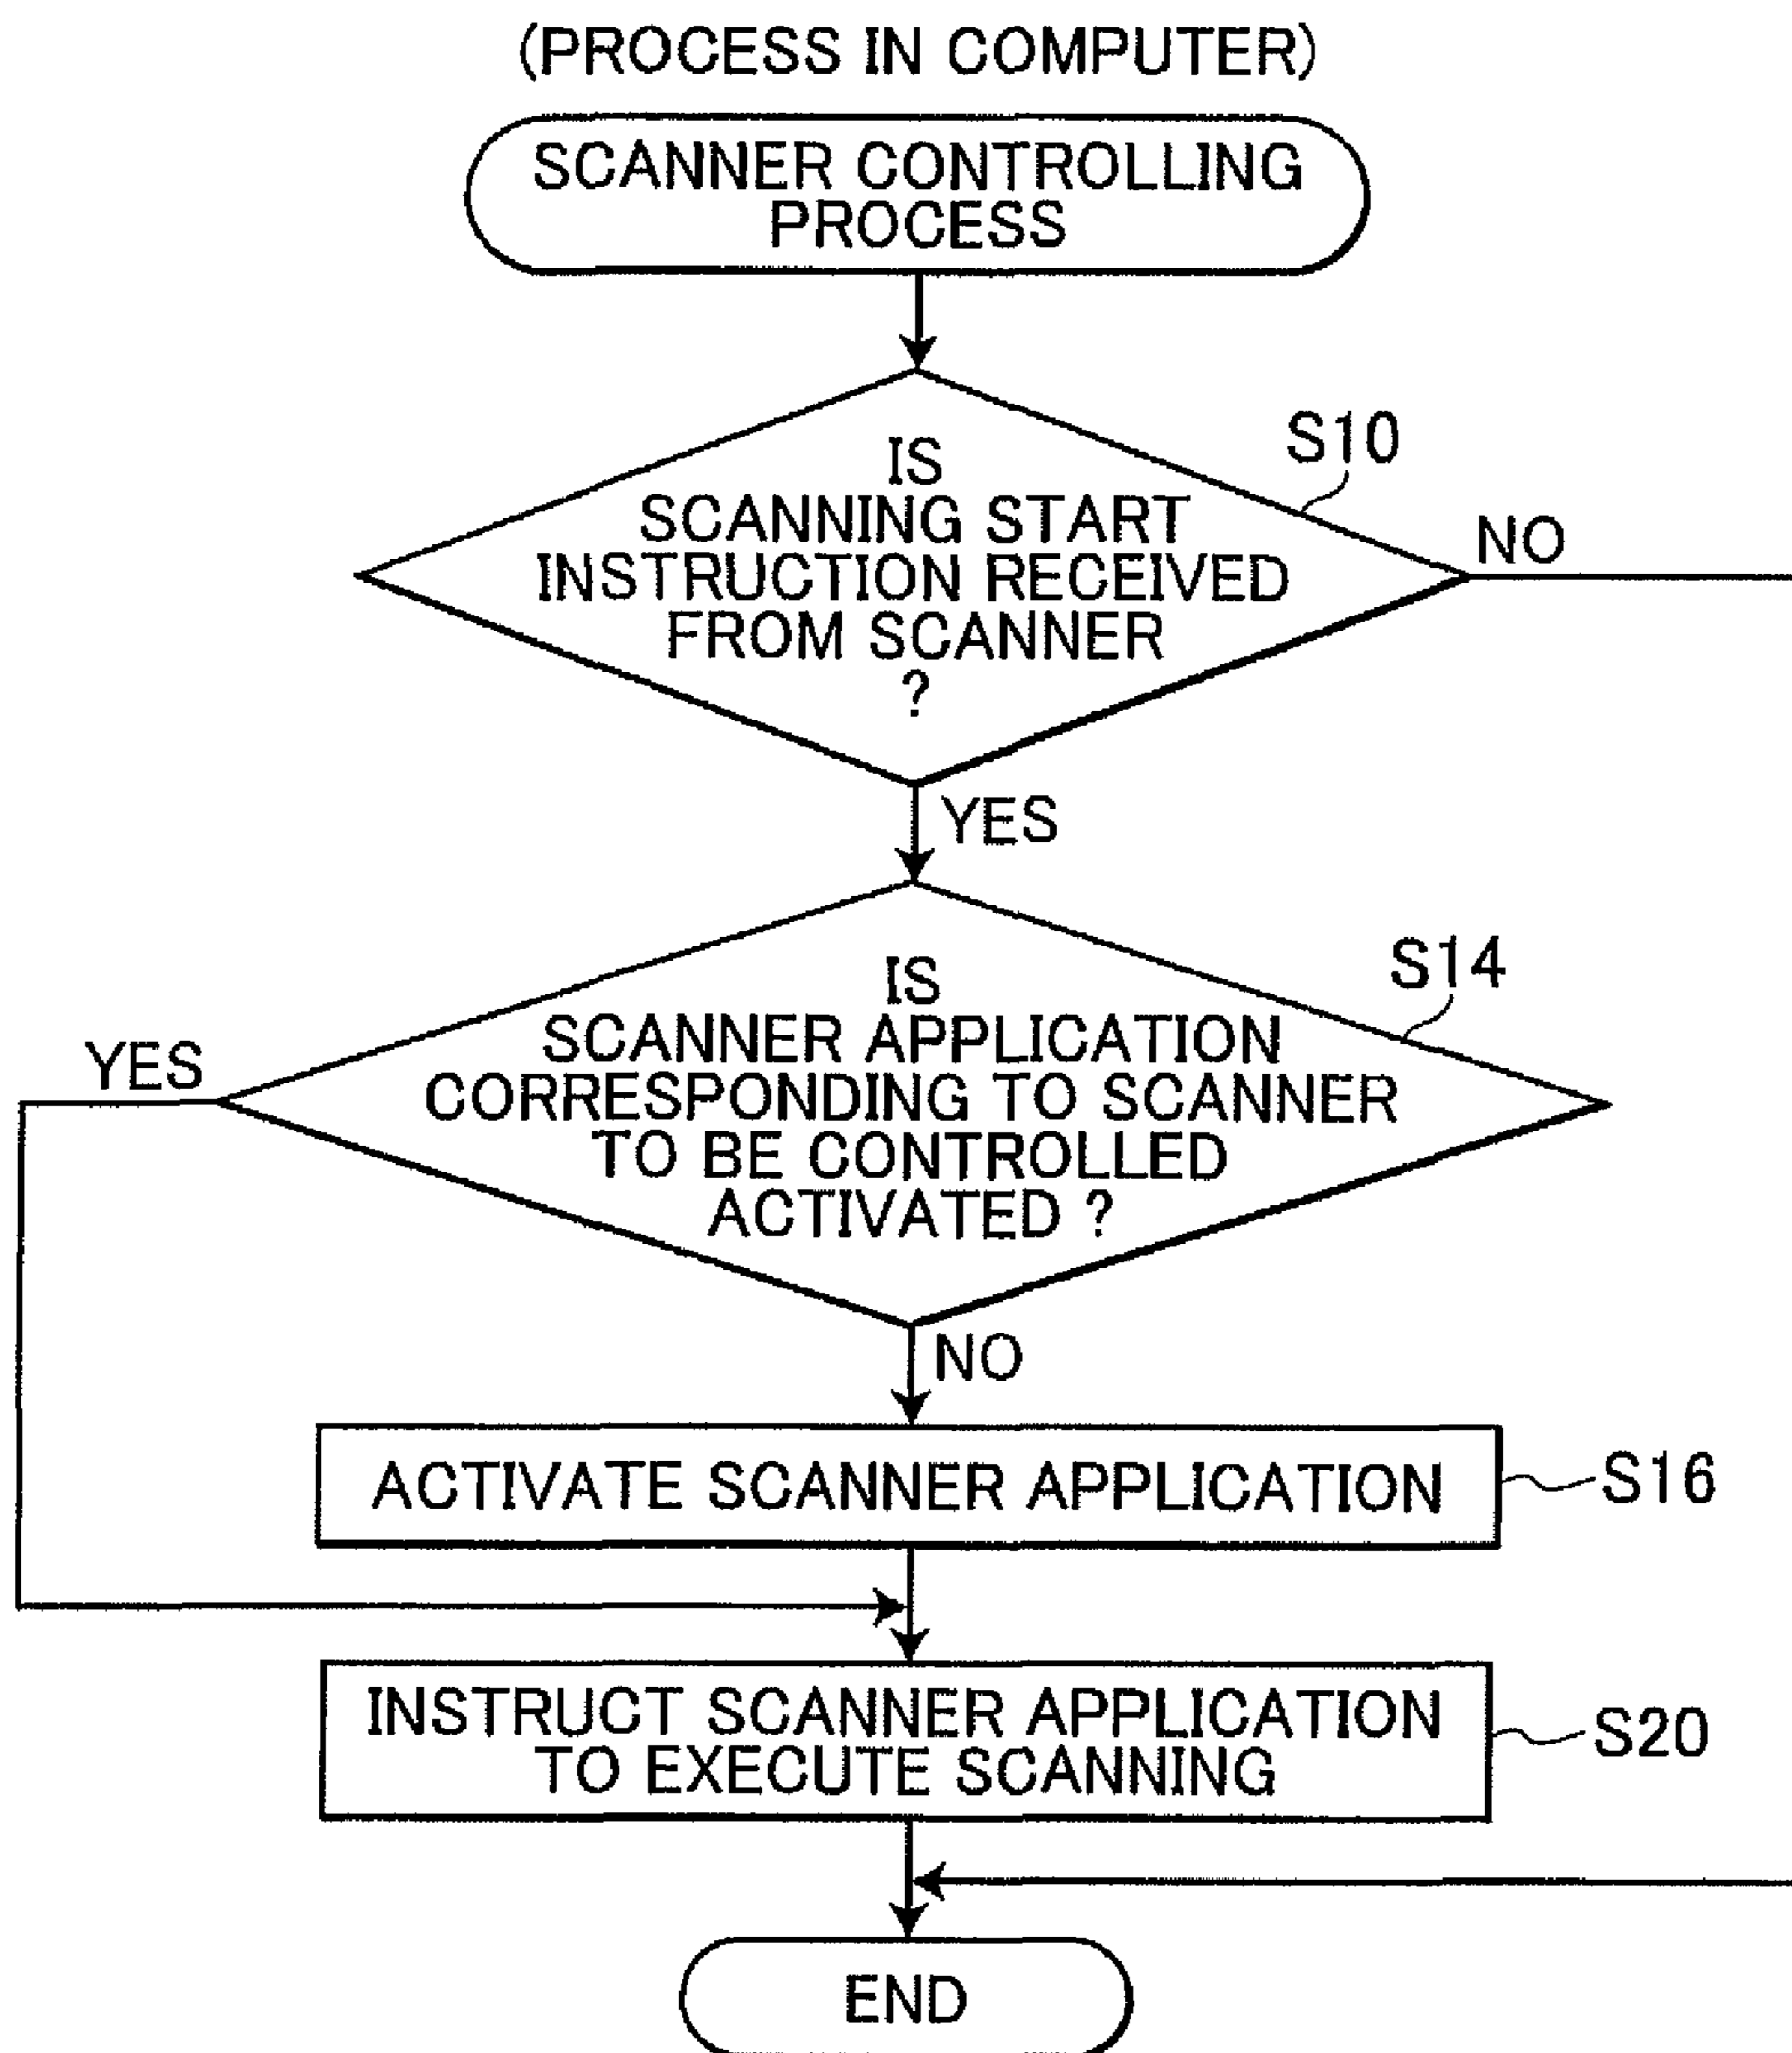 (PROCESS IN COMPUTER)
SCANNER CONTROLLING
PROCESS
S10
IS
SCANNING START
INSTRUCTION RECEIVED
FROM SCANNER
?
NO
YES
S14
IS
SCANNER APPLICATION
CORRESPONDING TO SCANNER
TO BE CONTROLLED
ACTIVATED ?
YES
NO
ACTIVATE SCANNER APPLICATION
S16
INSTRUCT SCANNER APPLICATION
TO EXECUTE SCANNING
S20
END